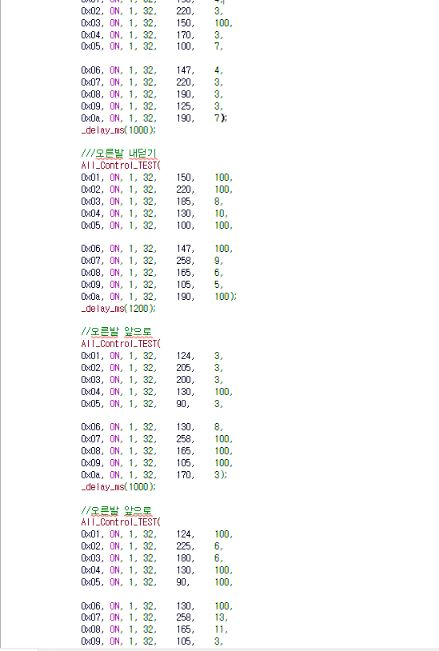 0x02, ON, 1, 32, 220, 3,
0x03, ON, 1, 32, 150, 100,
0x04, ON, 1, 32, 170, 3,
0x05, ON, 1, 32, 100, 7,
0x06, ON, 1, 32, 147, 4,
0x07, ON, 1, 32, 220, 3,
0x08, ON, 1, 32, 190, 3,
0x09, ON, 1, 32, 125, 3,
0x0a, ON, 1, 32, 190, 7);
_delay_ms(1000);
///오른발 내딛기
All_Control_TEST(
0x01, ON, 1, 32, 150, 100,
0x02, ON, 1, 32, 220, 100,
0x03, ON, 1, 32, 185, 8,
0x04, ON, 1, 32, 130, 10,
0x05, ON, 1, 32, 100, 100,
0x06, ON, 1, 32, 147, 100,
0x07, ON, 1, 32, 258, 9,
0x08, ON, 1, 32, 165, 6,
0x09, ON, 1, 32, 105, 5,
0x0a, ON, 1, 32, 190, 100);
_delay_ms(1200);
//오른발 앞으로
All_Control_TEST(
0x01, ON, 1, 32, 124, 3,
0x02, ON, 1, 32, 205, 3,
0x03, ON, 1, 32, 200, 3,
0x04, ON, 1, 32, 130, 100,
0x05, ON, 1, 32, 90, 3,
0x06, ON, 1, 32, 130, 8,
0x07, ON, 1, 32, 258, 100,
0x08, ON, 1, 32, 165, 100,
0x09, ON, 1, 32, 105, 100,
0x0a, ON, 1, 32, 170, 3);
_delay_ms(1000);
//오른발 앞으로
All_Control_TEST(
0x01, ON, 1, 32, 124, 100,
0x02, ON, 1, 32, 225, 6,
0x03, ON, 1, 32, 180, 6,
0x04, ON, 1, 32, 130, 100,
0x05, ON, 1, 32, 90, 100,
0x06, ON, 1, 32, 130, 100,
0x07, ON, 1, 32, 258, 13,
0x08, ON, 1, 32, 165, 11,
0x09, ON, 1, 32, 105, 3,